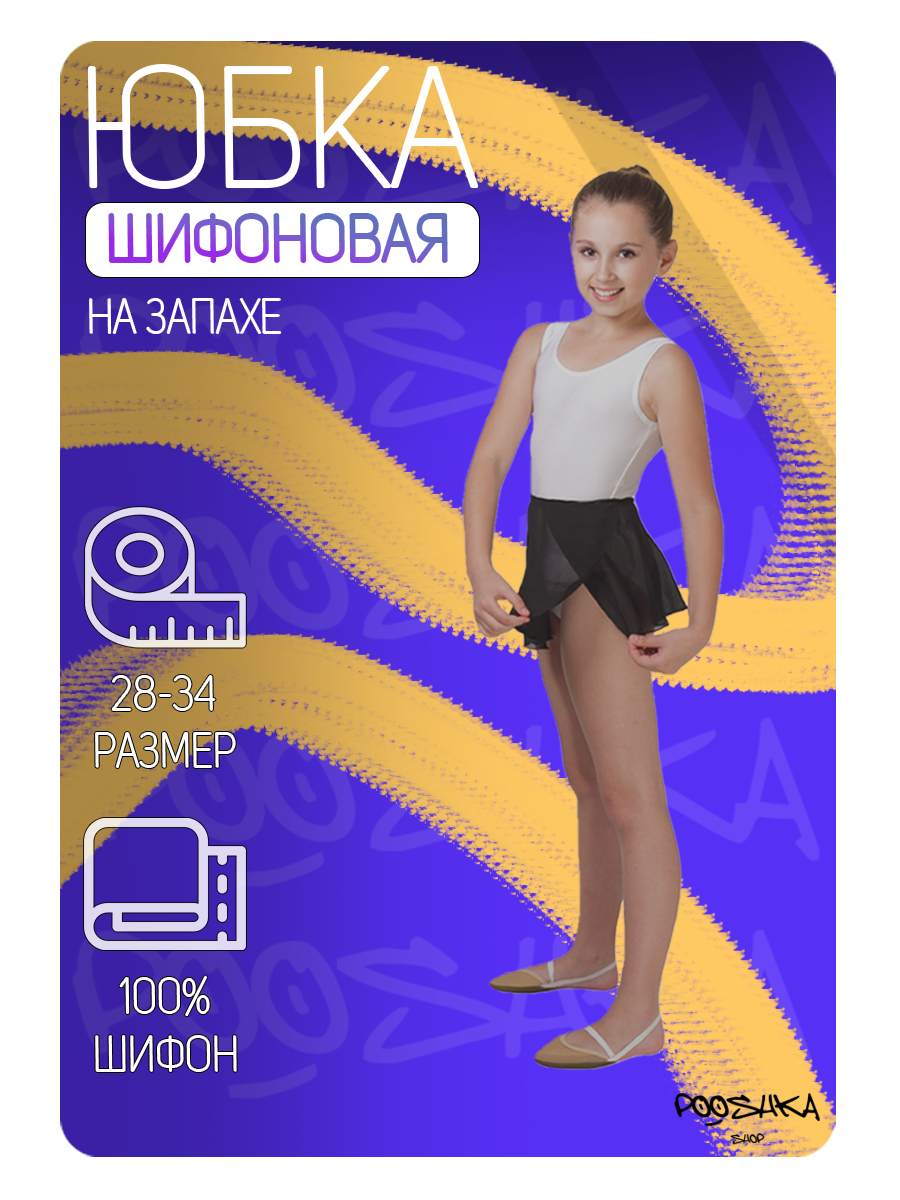 ЮБКА
ШИФОНОВАЯ
НА ЗАПАХЕ
28-34
РАЗМЕР
100%
ШИФОН
POOSHKA
SHOP